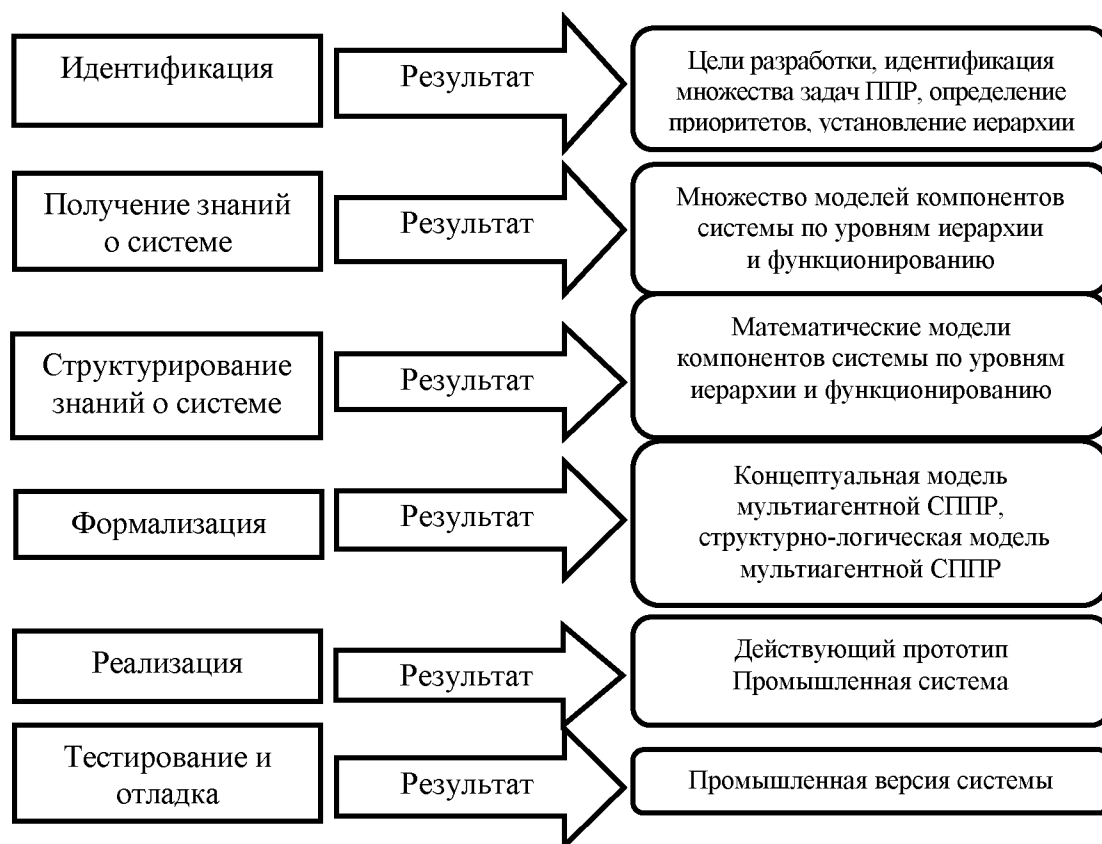 Идентификация
Результат
Цели разработки, идентификация
множества задач ППР, определение
приоритетов, установление иерархии
Получение знаний
о системе
Результат
Множество моделей компонентов
системы по уровням иерархии
и функционированию
Структурирование
знаний о системе
Результат
Математические модели
компонентов системы по уровням
иерархии и функционированию
Формализация
Результат
Концептуальная модель
мультиагентной СППР,
структурно-логическая модель
мультиагентной СППР
Реализация
Результат
Действующий прототип
Промышленная система
Тестирование и
отладка
Результат
Промышленная версия системы